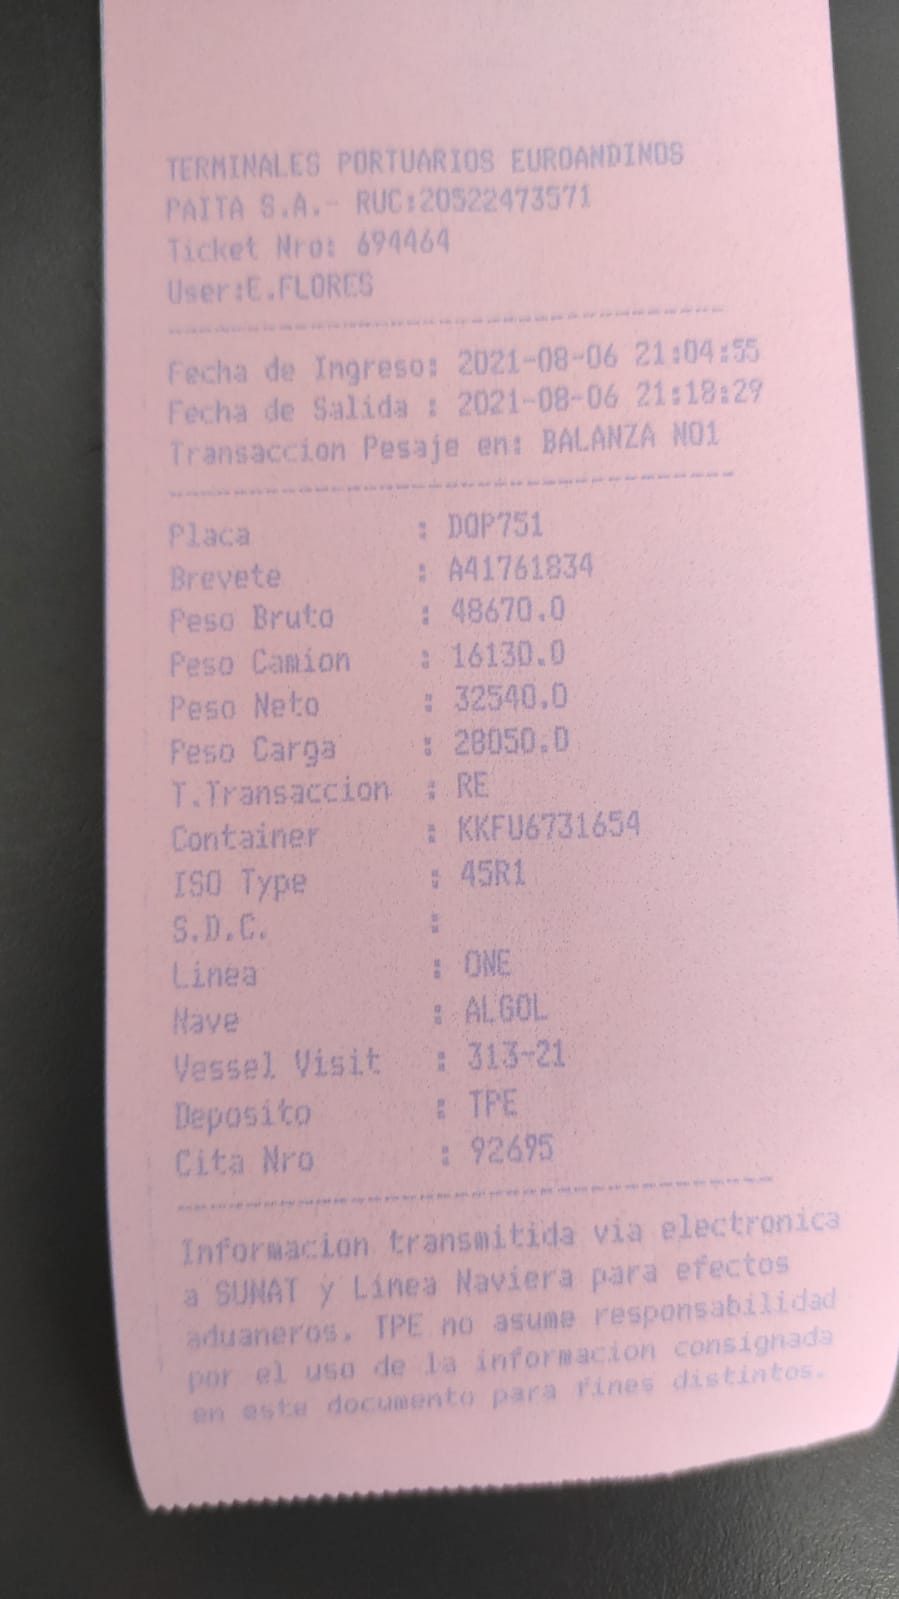 TERMINALES PORTUARIOS EUROANDINOS
PAITA S.A.- RUC:20522473571
Ticket Nro: 694464
User:E.FLORES
Fecha de Ingreso: 2021-08-06 21:04:55
Fecha de Salida : 2021-08-06 21:18:29
Transaccion Pesaje en: BALANZA NO1
Placa : DOP751
Brevete : A41761834
Peso Bruto : 48670.0
Peso Camion : 16130.0
Peso Neto : 32540.0
Peso Carga : 28050.0
T.Transaccion : RE
Container : KKFU6731654
ISO Type : 45R1
S.D.C. :
Linea : ONE
Nave : ALGOL
Vessel Visit : 313-21
Deposito : TPE
Cita Nro : 92695
Informacion transmitida via electronica
a SUNAT y Linea Naviera para efectos
aduaneros. TPE no asume responsabilidad
por el uso de la informacion consignada
en este documento para fines distintos.